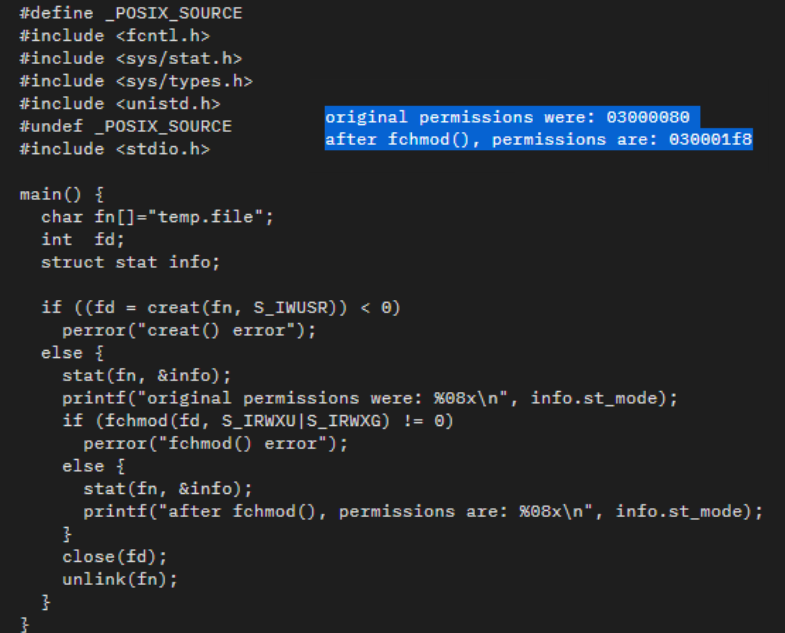 #define _POSIX_SOURCE
#include <fcntl.h>
#include <sys/stat.h>
#include <sys/types.h>
#include <unistd.h>
#undef _POSIX_SOURCE
#include <stdio.h>
original permissions were: 03000080
after fchmod(), permissions are: 030001f8

main() {
  char fn[]="temp.file";
  int  fd;
  struct stat info;

  if ((fd = creat(fn, S_IWUSR)) < 0)
    perror("creat() error");
  else {
    stat(fn, &info);
    printf("original permissions were: %08x\n", info.st_mode);
    if (fchmod(fd, S_IRWXU|S_IRWXG) != 0)
      perror("fchmod() error");
    else {
      stat(fn, &info);
      printf("after fchmod(), permissions are: %08x\n", info.st_mode);
    }
    close(fd);
    unlink(fn);
  }
}